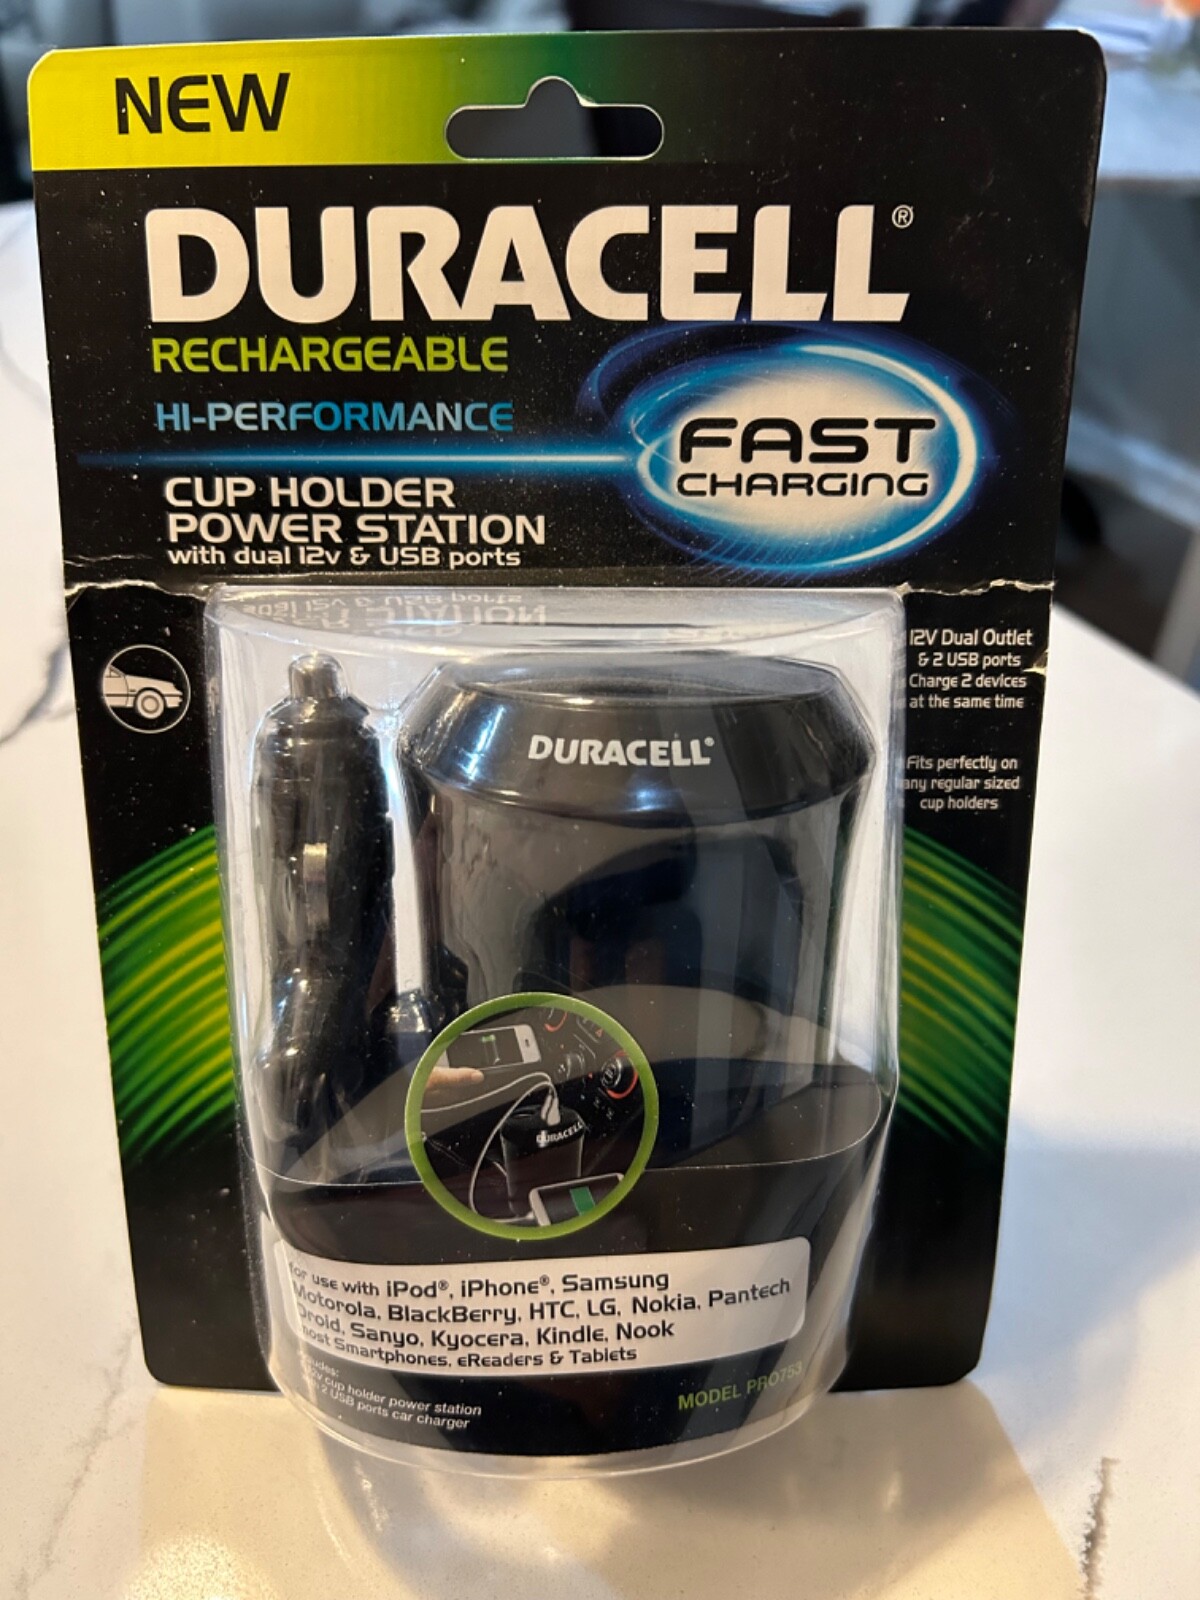 NEW
DURACELL®
RECHARGEABLE
HI-PERFORMANCE
FAST
CHARGING
CUP HOLDER
POWER STATION
with dual 12v & USB ports
12V Dual Outlet
& 2 USB ports
Charge 2 devices
at the same time
Fits perfectly on
any regular sized
cup holders
DURACELL®
DURACELL
for use with iPod®, iPhone®, Samsung
Motorola, BlackBerry, HTC, LG, Nokia, Pantech
Droid, Sanyo, Kyocera, Kindle, Nook
most Smartphones, eReaders & Tablets
cup holder power station
2 USB ports car charger
MODEL PRO753